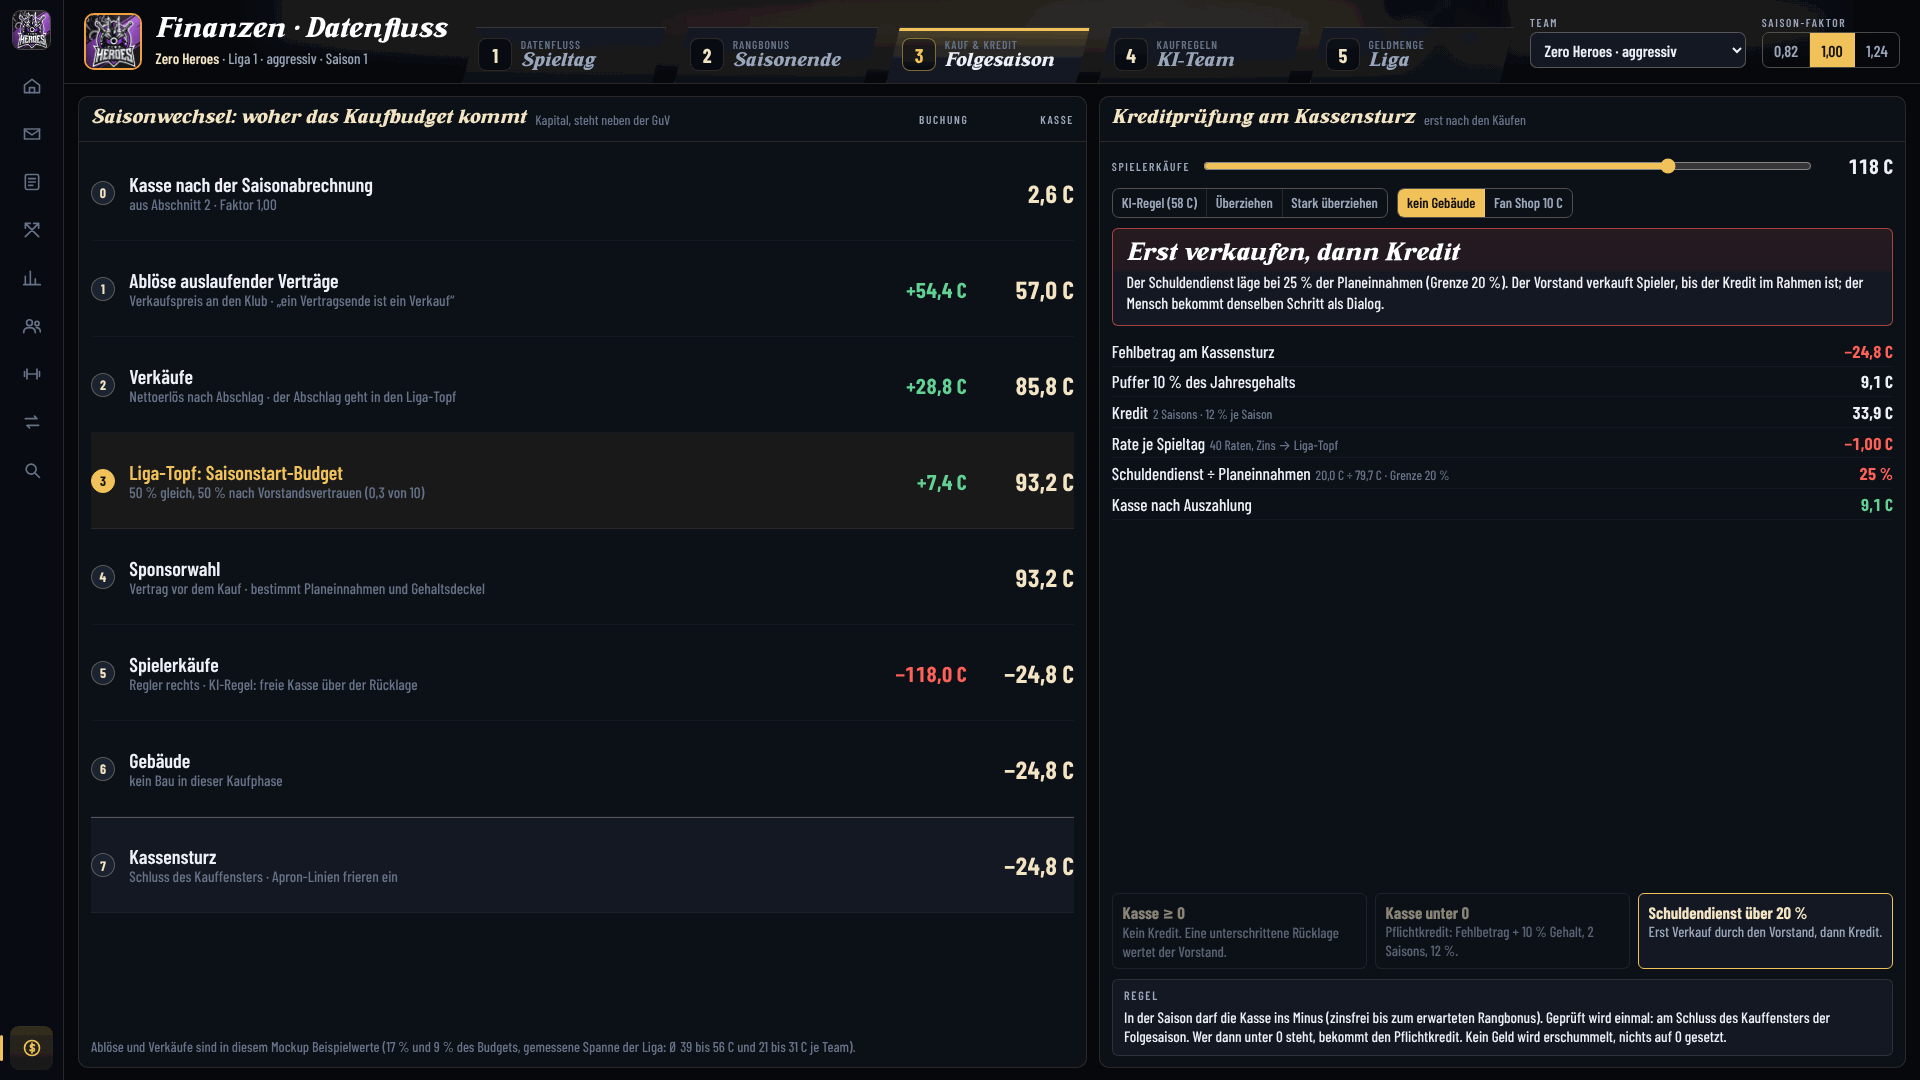 Finanzen · Datenfluss
Zero Heroes · Liga 1 · aggressiv · Saison 1
1 DATENFLUSS Spieltag
2 RANGBONUS Saisonende
3 KAUF & KREDIT Folgesaison
4 KAUFREGELN KI-Team
5 GELDMENGE Liga
TEAM
Zero Heroes · aggressiv
SAISON-FAKTOR
0,82 1,00 1,24
HEROES
HEROES
Saisonwechsel: woher das Kaufbudget kommt Kapital, steht neben der GuV BUCHUNG KASSE
0 Kasse nach der Saisonabrechnung 2,6 C
aus Abschnitt 2 · Faktor 1,00
1 Ablöse auslaufender Verträge +54,4 C 57,0 C
Verkaufspreis an den Klub · „ein Vertragsende ist ein Verkauf“
2 Verkäufe +28,8 C 85,8 C
Nettoerlös nach Abschlag · der Abschlag geht in den Liga-Topf
3 Liga-Topf: Saisonstart-Budget +7,4 C 93,2 C
50 % gleich, 50 % nach Vorstandsvertrauen (0,3 von 10)
4 Sponsorwahl 93,2 C
Vertrag vor dem Kauf · bestimmt Planeinnahmen und Gehaltsdeckel
5 Spielerkäufe −118,0 C −24,8 C
Regler rechts · KI-Regel: freie Kasse über der Rücklage
6 Gebäude −24,8 C
kein Bau in dieser Kaufphase
7 Kassensturz −24,8 C
Schluss des Kauffensters · Apron-Linien frieren ein
Ablöse und Verkäufe sind in diesem Mockup Beispielwerte (17 % und 9 % des Budgets, gemessene Spanne der Liga: Ø 39 bis 56 C und 21 bis 31 C je Team).
Kreditprüfung am Kassensturz erst nach den Käufen
SPIELERKÄUFE 118 C
KI-Regel (58 C) Überziehen Stark überziehen kein Gebäude Fan Shop 10 C
Erst verkaufen, dann Kredit
Der Schuldendienst läge bei 25 % der Planeinnahmen (Grenze 20 %). Der Vorstand verkauft Spieler, bis der Kredit im Rahmen ist; der
Mensch bekommt denselben Schritt als Dialog.
Fehlbetrag am Kassensturz −24,8 C
Puffer 10 % des Jahresgehalts 9,1 C
Kredit 2 Saisons · 12 % je Saison 33,9 C
Rate je Spieltag 40 Raten, Zins → Liga-Topf −1,00 C
Schuldendienst ÷ Planeinnahmen 20,0 C ÷ 79,7 C · Grenze 20 % 25 %
Kasse nach Auszahlung 9,1 C
Kasse ≥ 0
Kein Kredit. Eine unterschrittene Rücklage
wertet der Vorstand.
Kasse unter 0
Pflichtkredit: Fehlbetrag + 10 % Gehalt, 2
Saisons, 12 %.
Schuldendienst über 20 %
Erst Verkauf durch den Vorstand, dann Kredit.
REGEL
In der Saison darf die Kasse ins Minus (zinsfrei bis zum erwarteten Rangbonus). Geprüft wird einmal: am Schluss des Kauffensters der
Folgesaison. Wer dann unter 0 steht, bekommt den Pflichtkredit. Kein Geld wird erschummelt, nichts auf 0 gesetzt.